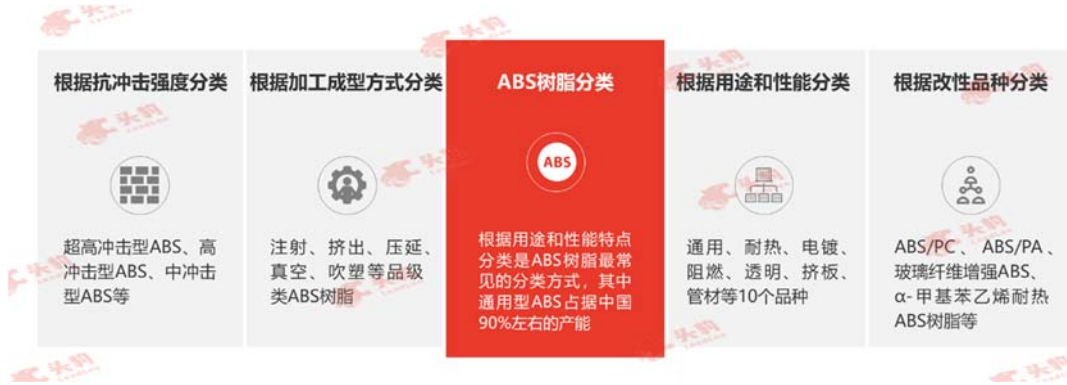 根据抗冲击强度分类
超高冲击型ABS、高
冲击型ABS、中冲击
型ABS等
根据加工成型方式分类
注射、挤出、压延、
真空、吹塑等品级
类ABS树脂
ABS树脂分类
ABS
根据用途和性能特点
分类是ABS树脂最常
见的分类方式，其中
通用型ABS占据中国
90%左右的产能
根据用途和性能分类
通用、耐热、电镀、
阻燃、透明、挤板、
管材等10个品种
根据改性品种分类
ABS/PC、ABS/PA、
玻璃纤维增强ABS、
α-甲基苯乙烯耐热
ABS树脂等
头豹
LeadLeo